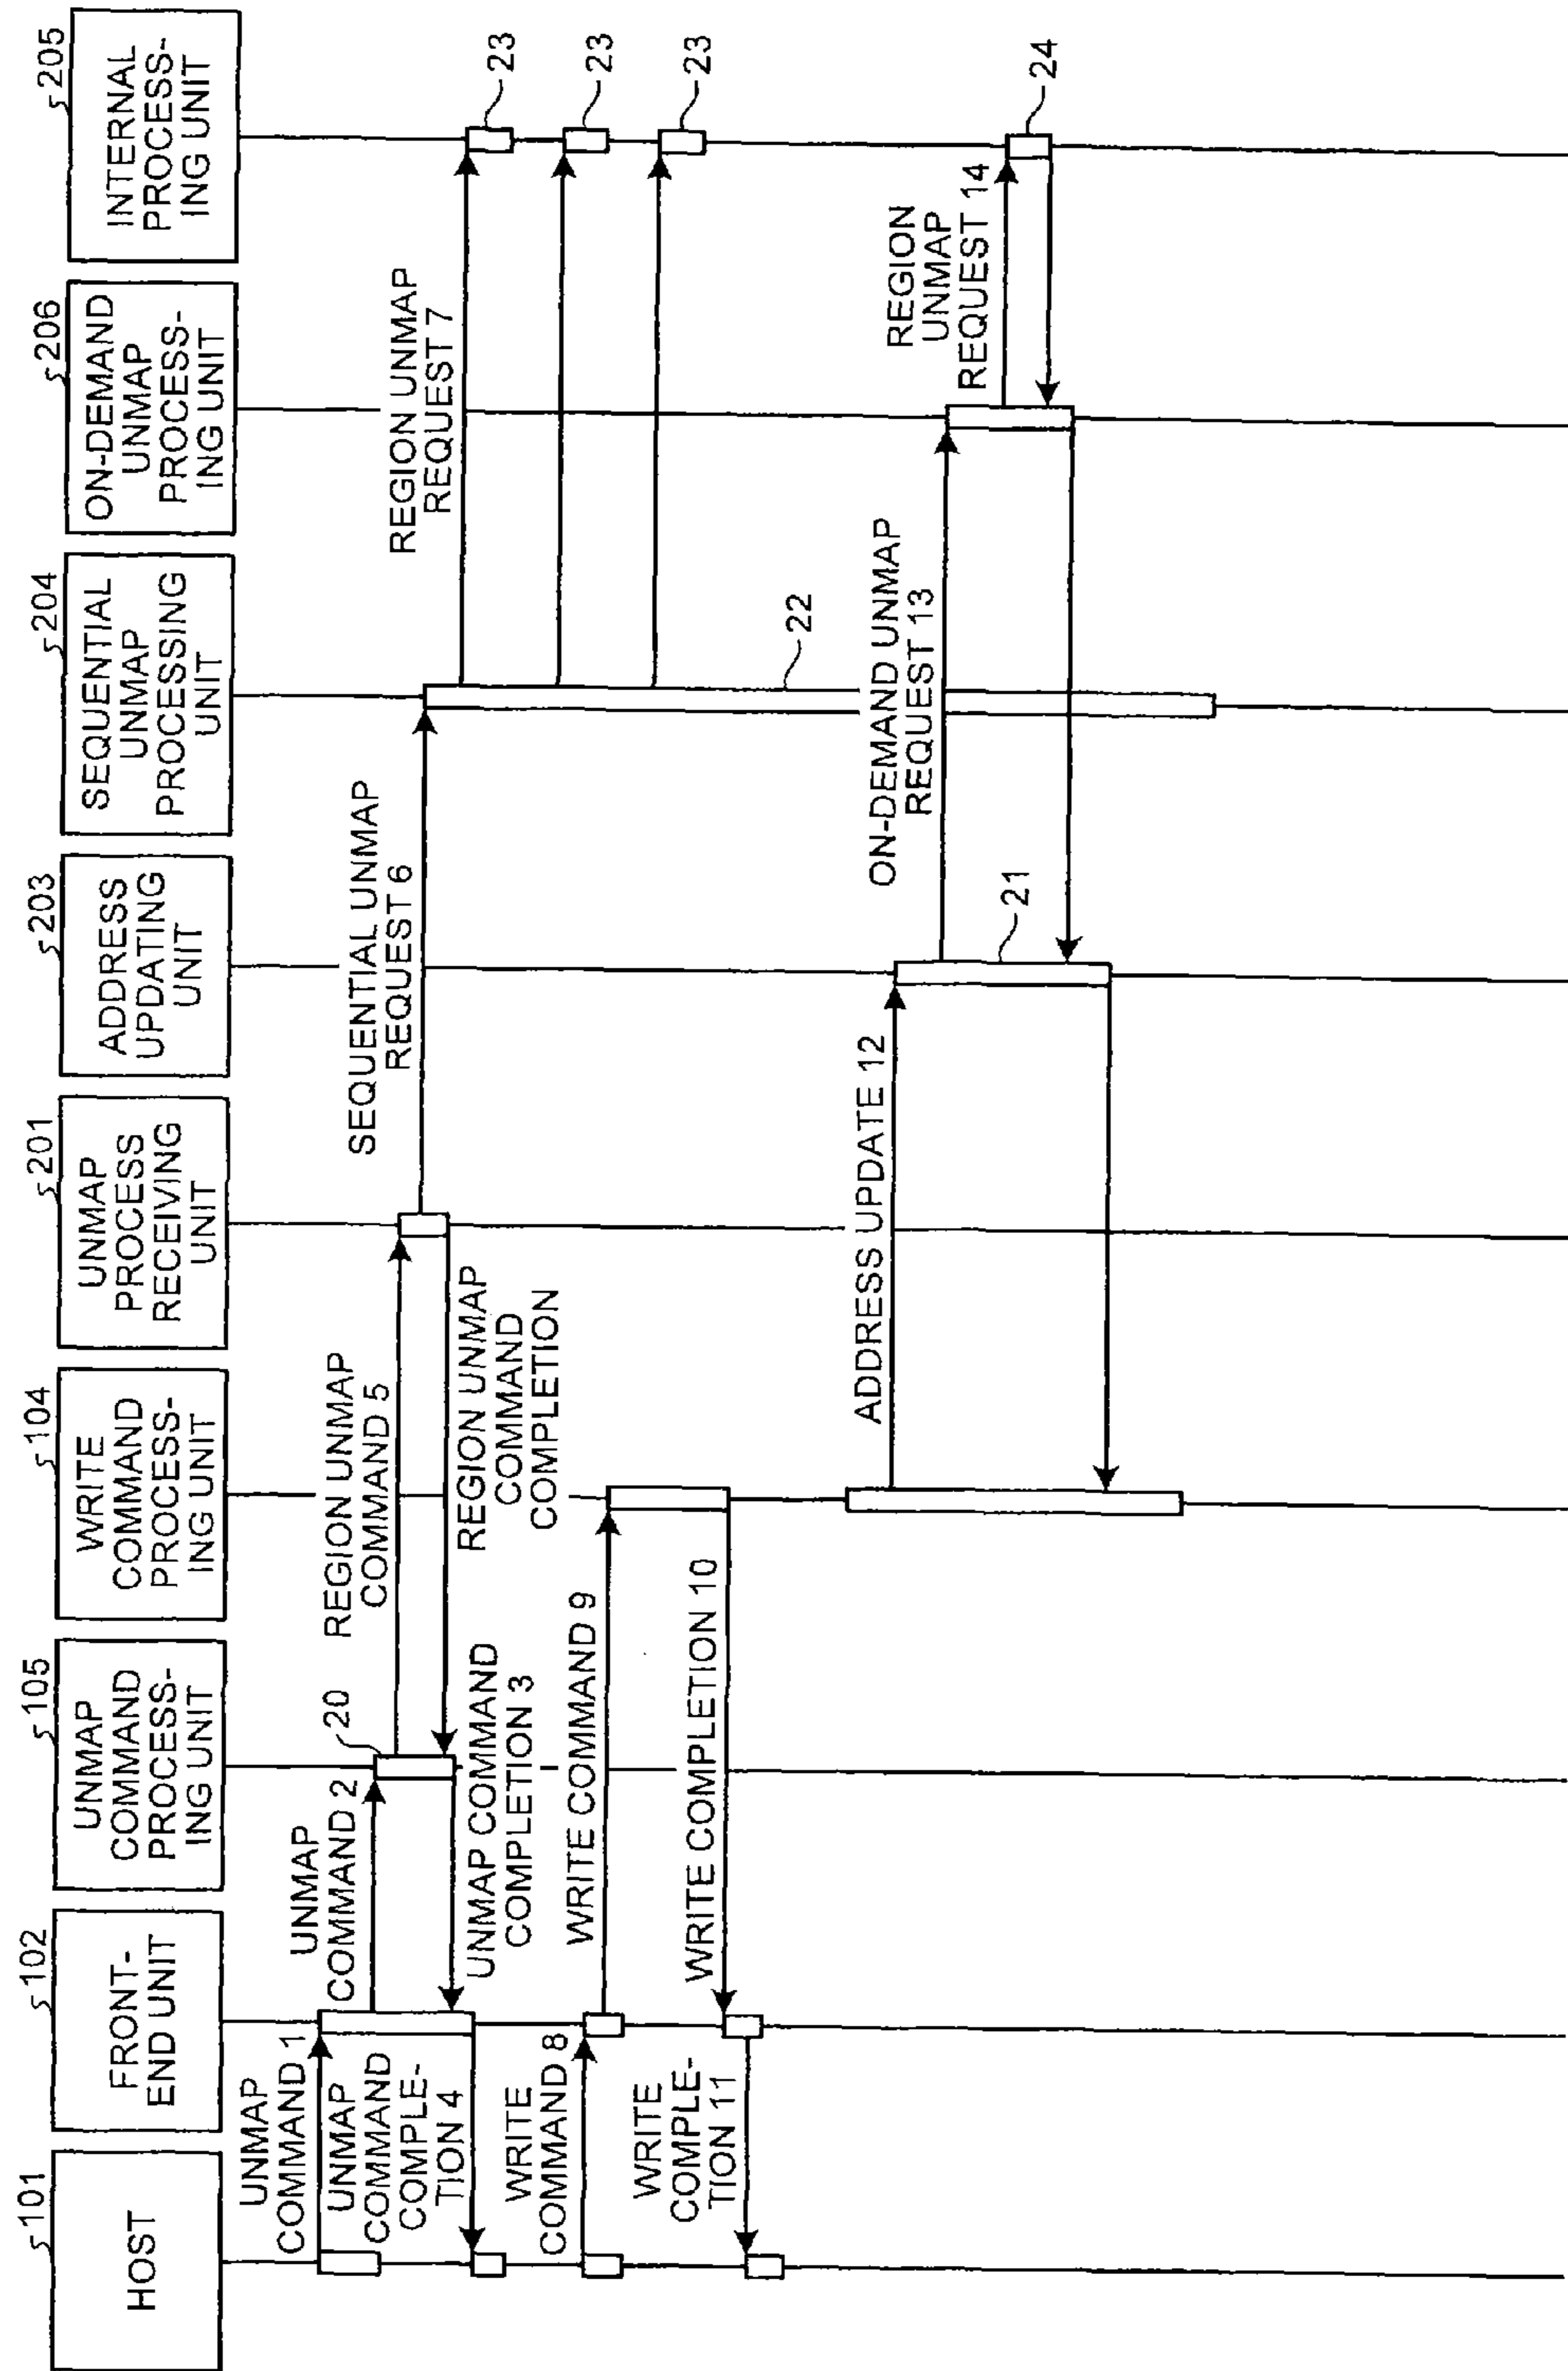 101
HOST
102
FRONT-
END UNIT
105
UNMAP
COMMAND
PROCESS-
ING UNIT
104
WRITE
COMMAND
PROCESS-
ING UNIT
201
UNMAP
PROCESS
RECEIVING
UNIT
203
ADDRESS
UPDATING
UNIT
204
SEQUENTIAL
UNMAP
PROCESSING
UNIT
206
ON-DEMAND
UNMAP
PROCESS-
ING UNIT
205
INTERNAL
PROCESS-
ING UNIT
UNMAP
COMMAND 1
UNMAP
COMMAND 2
20
REGION UNMAP
COMMAND 5
SEQUENTIAL UNMAP
REQUEST 6
REGION UNMAP
REQUEST 7
23
23
23
UNMAP
COMMAND
COMPLE-
TION 4
UNMAP COMMAND
COMPLETION 3
REGION UNMAP
COMMAND
COMPLETION
WRITE
COMMAND 8
WRITE COMMAND 9
22
WRITE
COMPLE-
TION 11
WRITE COMPLETION 10
ADDRESS UPDATE 12
ON-DEMAND UNMAP
REQUEST 13
21
REGION
UNMAP
REQUEST 14
24